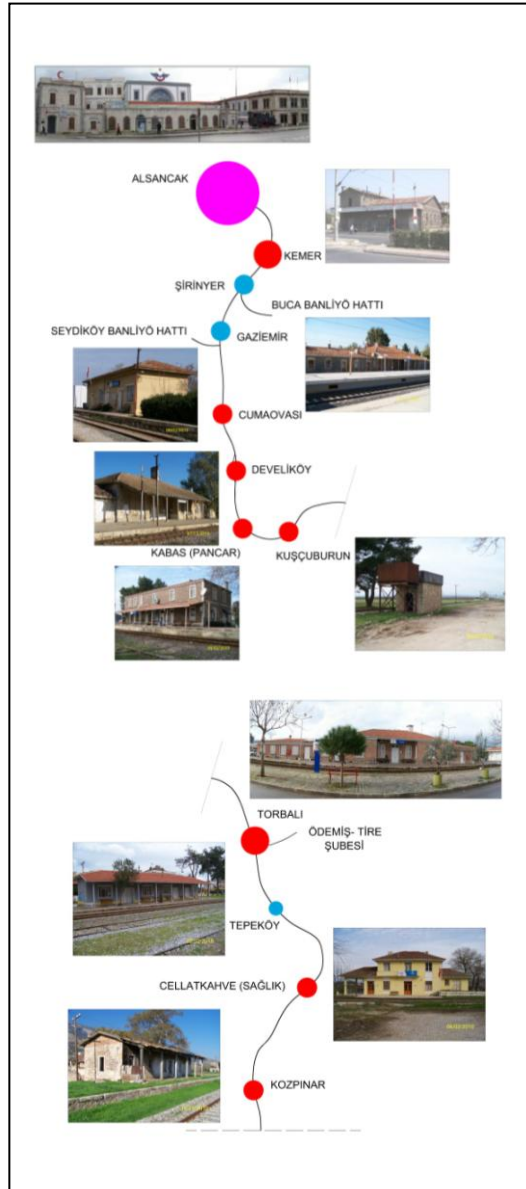 ALSANCAK
KEMER
ŞİRİNYER
BUCA BANLİYÖ HATTI
SEYDİKÖY BANLİYÖ HATTI
GAZİEMİR
CUMAOVASI
DEVELİKÖY
KABAS (PANCAR)
KUŞÇUBURUN
TORBALI
ÖDEMİŞ- TİRE
ŞUBESİ
TEPEKÖY
CELLATKAHVE (SAĞLIK)
KOZPINAR